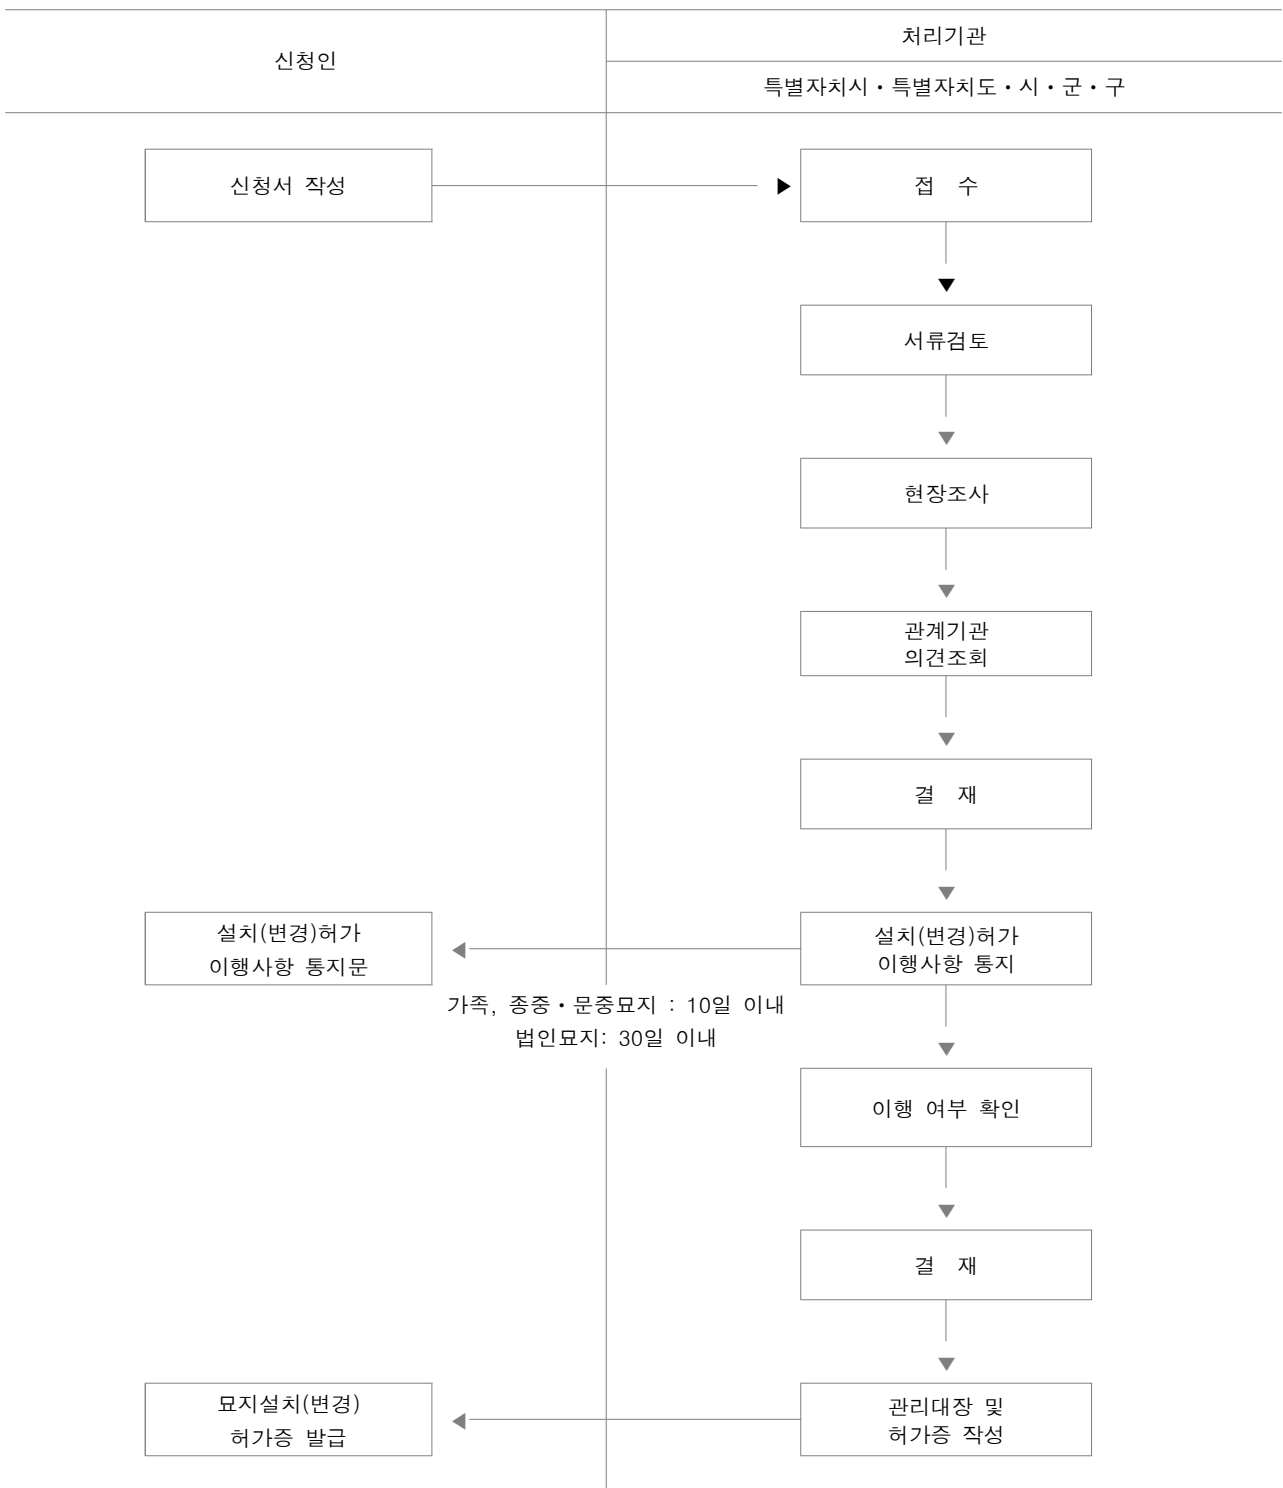 신청인
처리기관
특별자치시・특별자치도・시・군・구
신청서 작성
접 수
서류검토
현장조사
관계기관
의견조회
결 재
설치(변경)허가
이행사항 통지문
설치(변경)허가
이행사항 통지
가족, 종중・문중묘지 : 10일 이내
법인묘지: 30일 이내
이행 여부 확인
결 재
묘지설치(변경)
허가증 발급
관리대장 및
허가증 작성